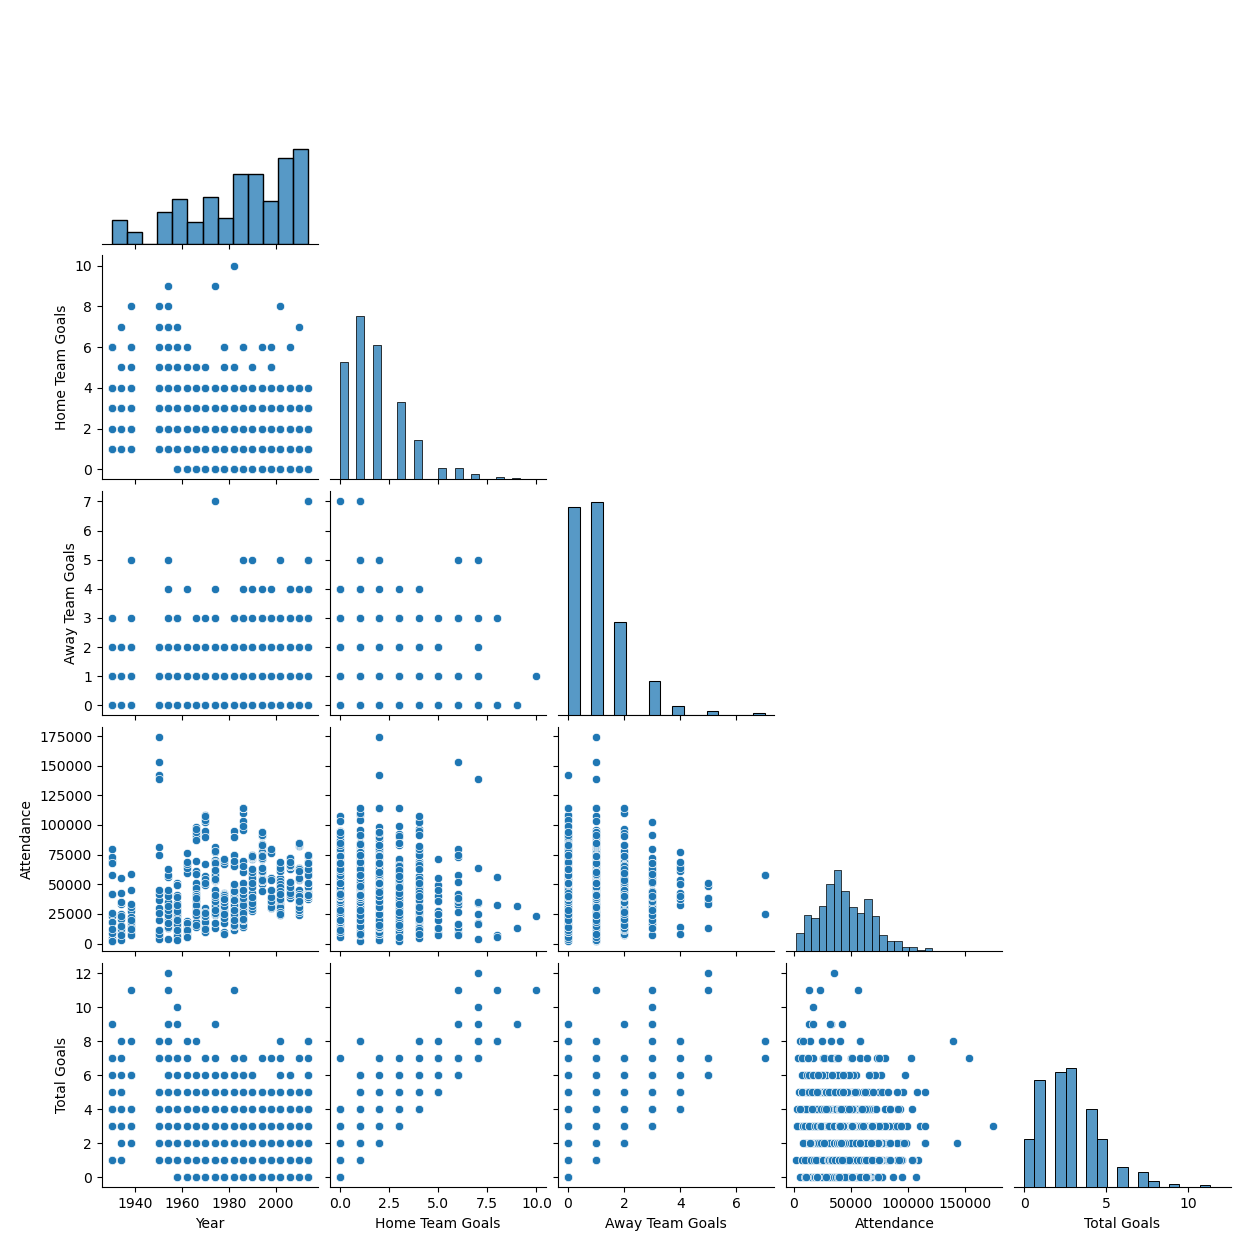 10
8
6
4
2
0
Home Team Goals
7
6
5
4
3
2
1
0
Away Team Goals
175000
150000
125000
100000
75000
50000
25000
0
Attendance
12
10
8
6
4
2
0
Total Goals
1940 1960 1980 2000
Year
0.0 2.5 5.0 7.5 10.0
Home Team Goals
0 2 4 6
Away Team Goals
0 50000 100000 150000
Attendance
0 5 10
Total Goals